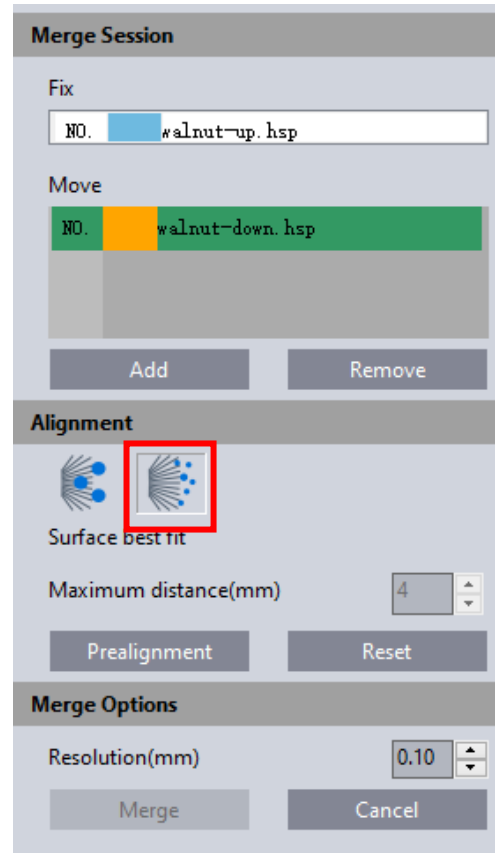 Merge Session
Fix
NO. walnut-up.hsp
Move
NO. walnut-down.hsp
Add Remove
Alignment
Surface best fit
Maximum distance(mm) 4
Prealignment Reset
Merge Options
Resolution(mm) 0.10
Merge Cancel